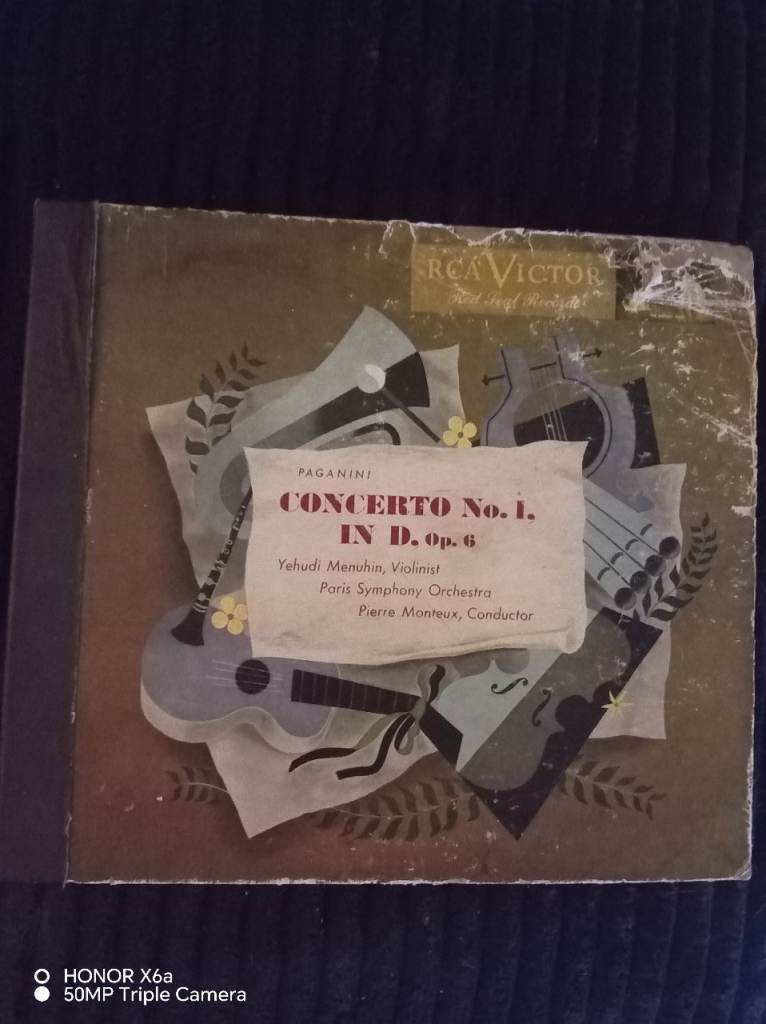 RCA VICTOR
Red Seal Records
PAGANINI
CONCERTO No. 1,
IN D, Op. 6
Yehudi Menuhin, Violinist
Paris Symphony Orchestra
Pierre Monteux, Conductor
HONOR X6a
50MP Triple Camera